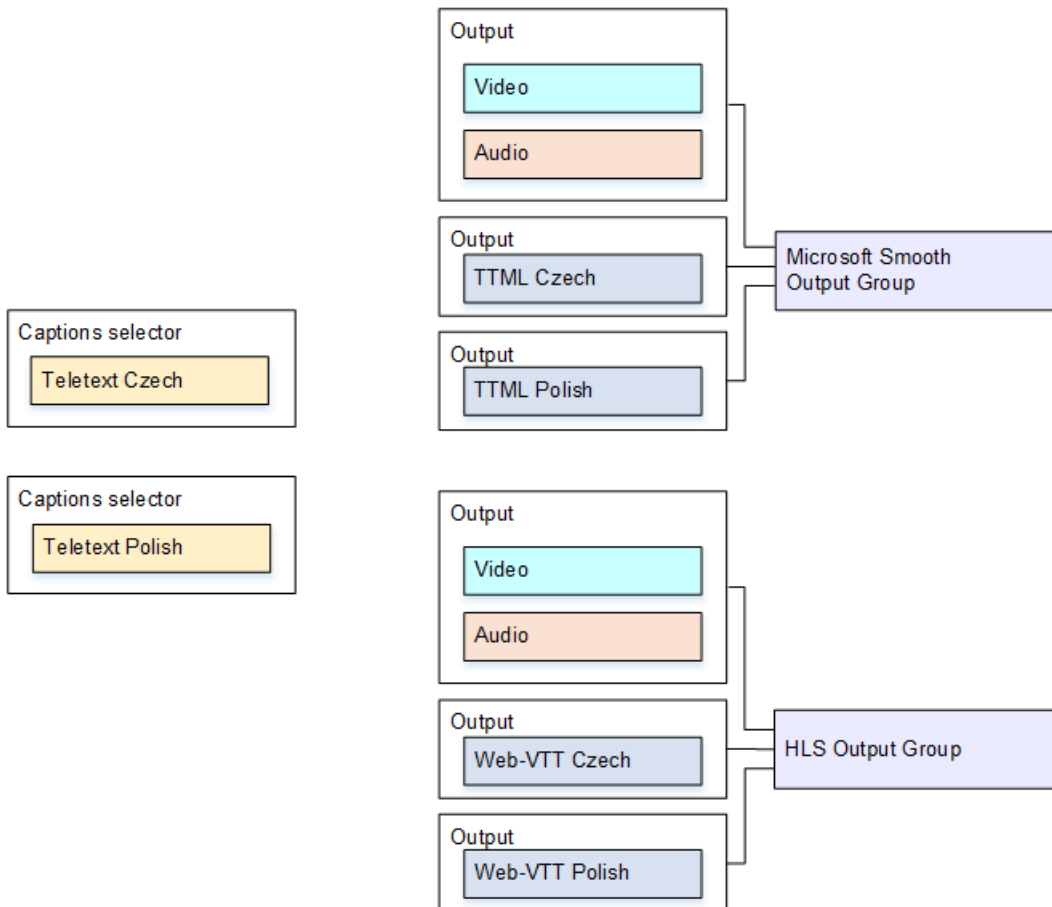 Captions selector
Teletext Czech
Captions selector
Teletext Polish
Output
Video
Audio
Output
TTML Czech
Output
TTML Polish
Microsoft Smooth
Output Group
Output
Video
Audio
Output
Web-VTT Czech
Output
Web-VTT Polish
HLS Output Group